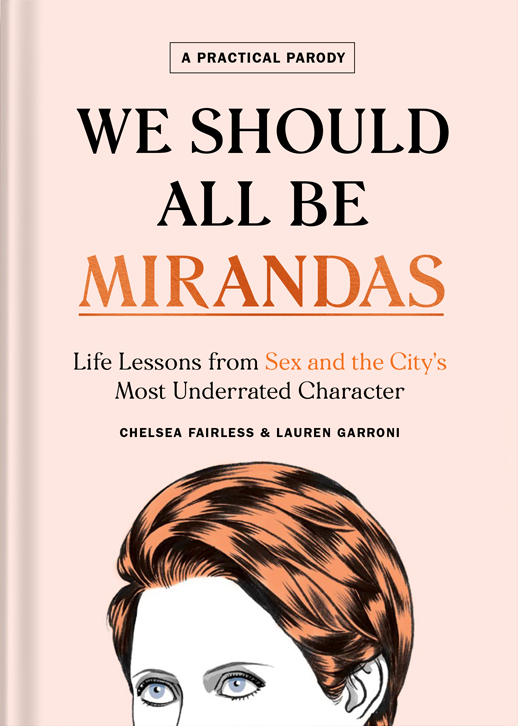 A PRACTICAL PARODY
WE SHOULD
ALL BE
MIRANDAS
Life Lessons from Sex and the City's
Most Underrated Character
CHELSEA FAIRLESS & LAUREN GARRONI